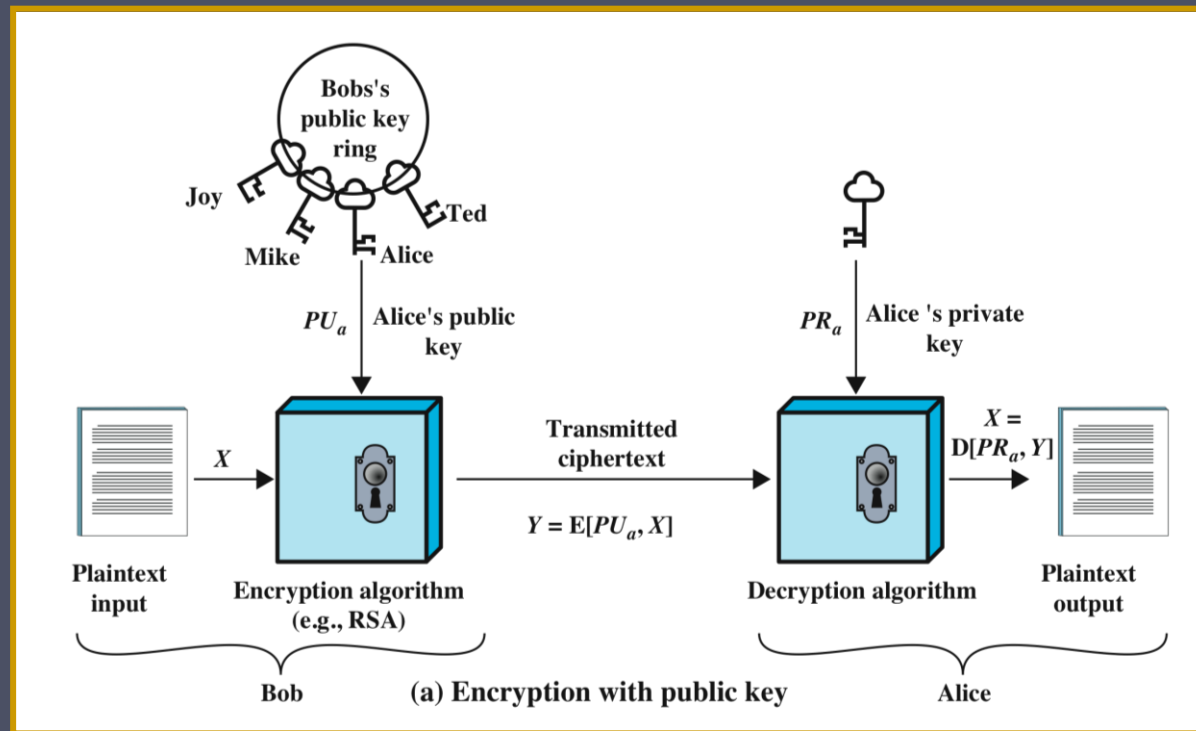 Bobs's
public key
ring
Joy
Ted
Mike
Alice
PUₐ
Alice's public
key
PRₐ
Alice 's private
key
X
Transmitted
ciphertext
X =
D[PRₐ, Y]
Y = E[PUₐ, X]
Plaintext
input
Encryption algorithm
(e.g., RSA)
Decryption algorithm
Plaintext
output
Bob
(a) Encryption with public key
Alice